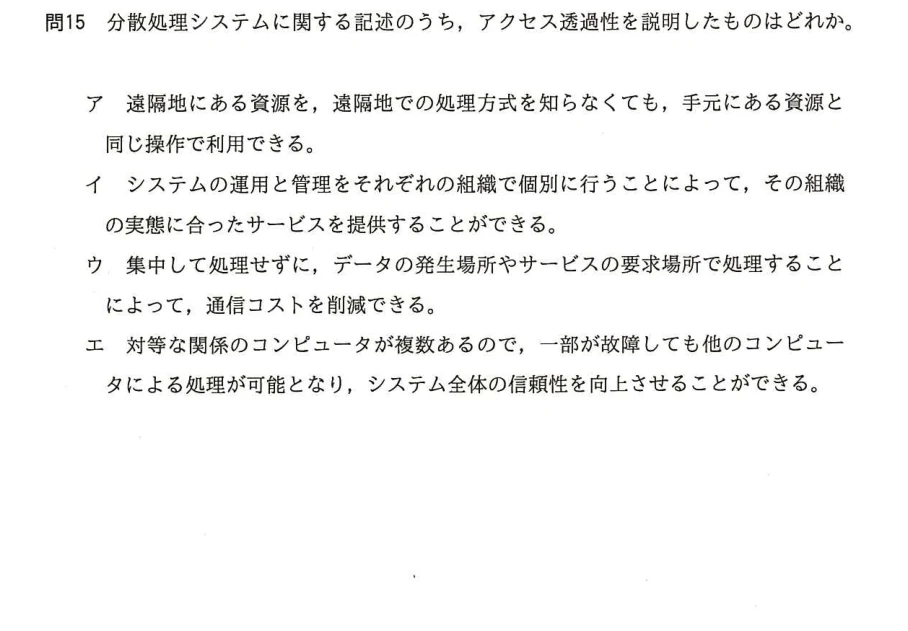 問15 分散処理システムに関する記述のうち，アクセス透過性を説明したものはどれか。
ア 遠隔地にある資源を，遠隔地での処理方式を知らなくても，手元にある資源と
同じ操作で利用できる。
イ システムの運用と管理をそれぞれの組織で個別に行うことによって，その組織
の実態に合ったサービスを提供することができる。
ウ 集中して処理せずに，データの発生場所やサービスの要求場所で処理すること
によって，通信コストを削減できる。
エ 対等な関係のコンピュータが複数あるので，一部が故障しても他のコンピュー
タによる処理が可能となり，システム全体の信頼性を向上させることができる。